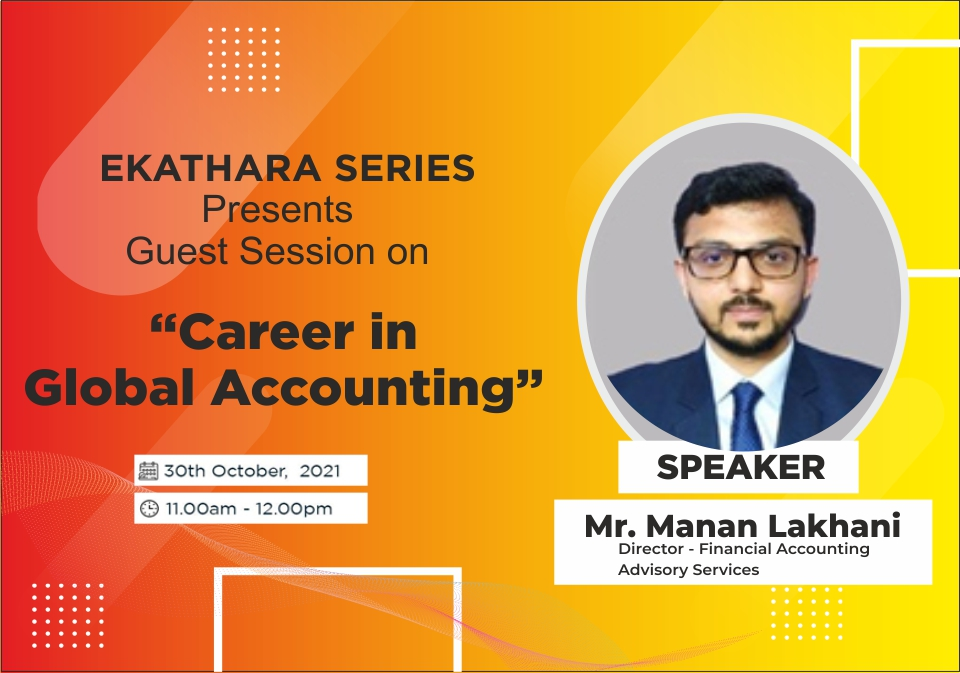 EKATHARA SERIES
Presents
Guest Session on
“Career in
Global Accounting”
30th October, 2021
11.00am - 12.00pm
SPEAKER
Mr. Manan Lakhani
Director - Financial Accounting
Advisory Services